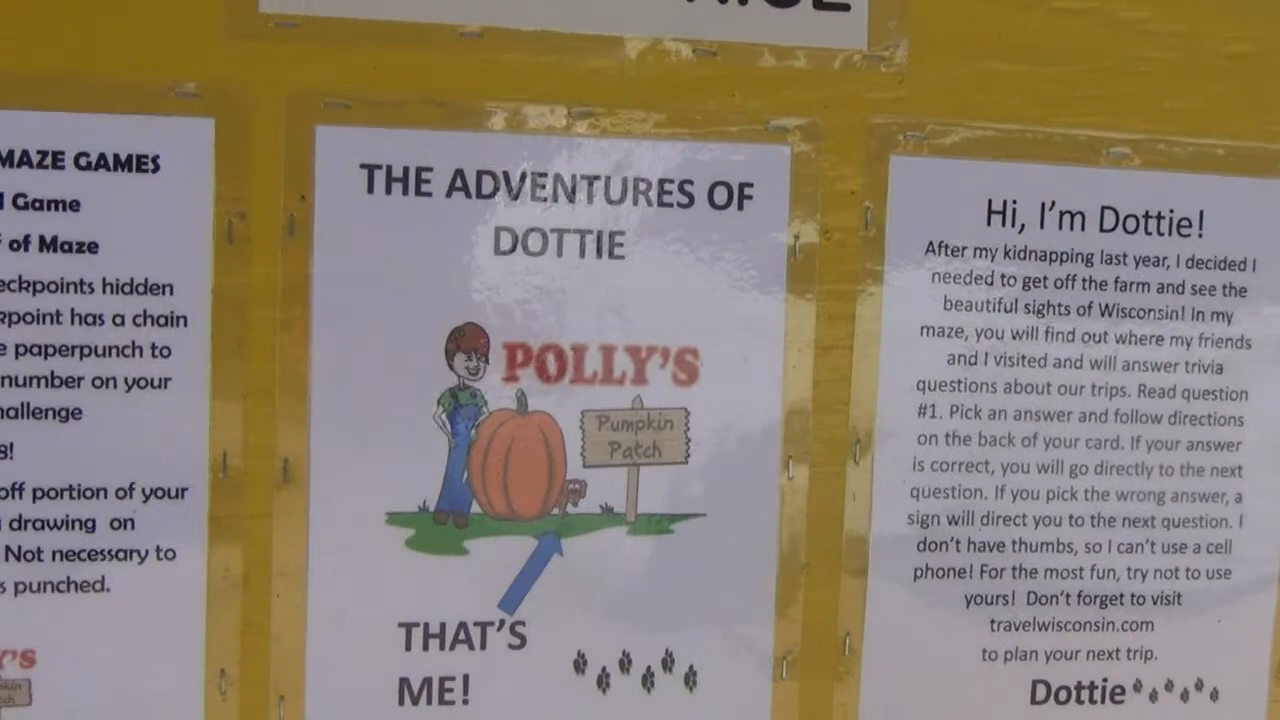 MAZE GAMES
Game
of Maze
hidden
has a chain
paperpunch to
number on your
8!
off portion of your
drawing on
Not necessary to
punched.
THE ADVENTURES OF
DOTTIE
POLLY'S
Pumpkin
Patch
THAT'S
ME!
Hi, I'm Dottie!
After my kidnapping last year, I decided I
needed to get off the farm and see the
beautiful sights of Wisconsin! In my
maze, you will find out where my friends
and I visited and will answer trivia
questions about our trips. Read question
#1. Pick an answer and follow directions
on the back of your card. If your answer
is correct, you will go directly to the next
question. If you pick the wrong answer, a
sign will direct you to the next question. I
don't have thumbs, so I can't use a cell
phone! For the most fun, try not to use
yours! Don't forget to visit
travelwisconsin.com
to plan your next trip.
Dottie